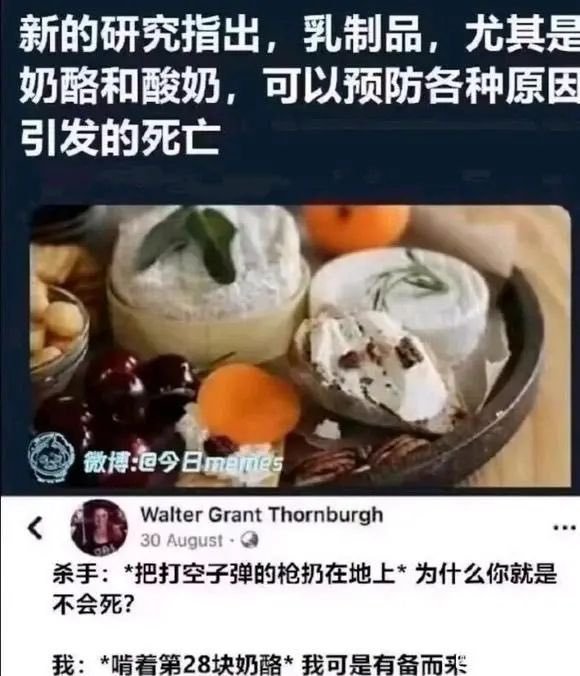 新的研究指出，乳制品，尤其是
奶酪和酸奶，可以预防各种原因
引发的死亡
微博:@今日memes
Walter Grant Thornburgh
30 August
杀手：*把打空子弹的枪扔在地上* 为什么你就是
不会死？
我：*啃着第28块奶酪* 我可是有备而来